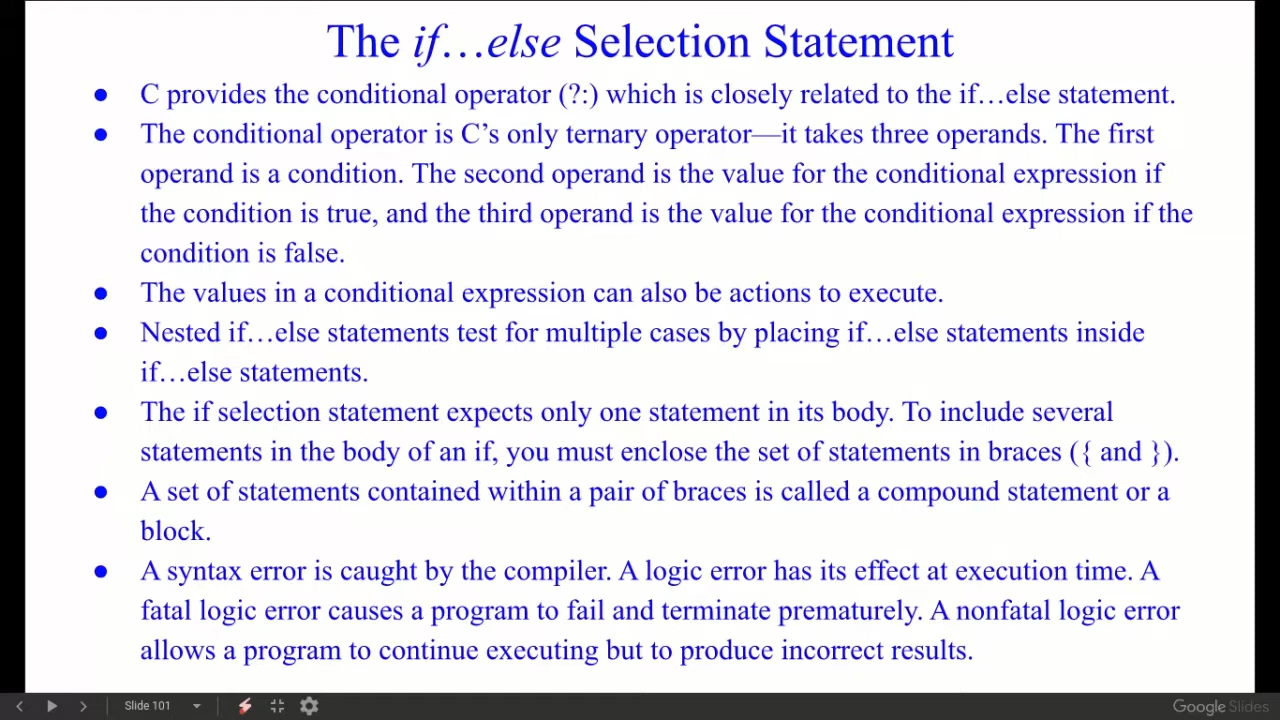 The if…else Selection Statement
● C provides the conditional operator (?:) which is closely related to the if…else statement.
● The conditional operator is C’s only ternary operator—it takes three operands. The first
operand is a condition. The second operand is the value for the conditional expression if
the condition is true, and the third operand is the value for the conditional expression if the
condition is false.
● The values in a conditional expression can also be actions to execute.
● Nested if…else statements test for multiple cases by placing if…else statements inside
if…else statements.
● The if selection statement expects only one statement in its body. To include several
statements in the body of an if, you must enclose the set of statements in braces ({ and }).
● A set of statements contained within a pair of braces is called a compound statement or a
block.
● A syntax error is caught by the compiler. A logic error has its effect at execution time. A
fatal logic error causes a program to fail and terminate prematurely. A nonfatal logic error
allows a program to continue executing but to produce incorrect results.
Slide 101
Google Slides